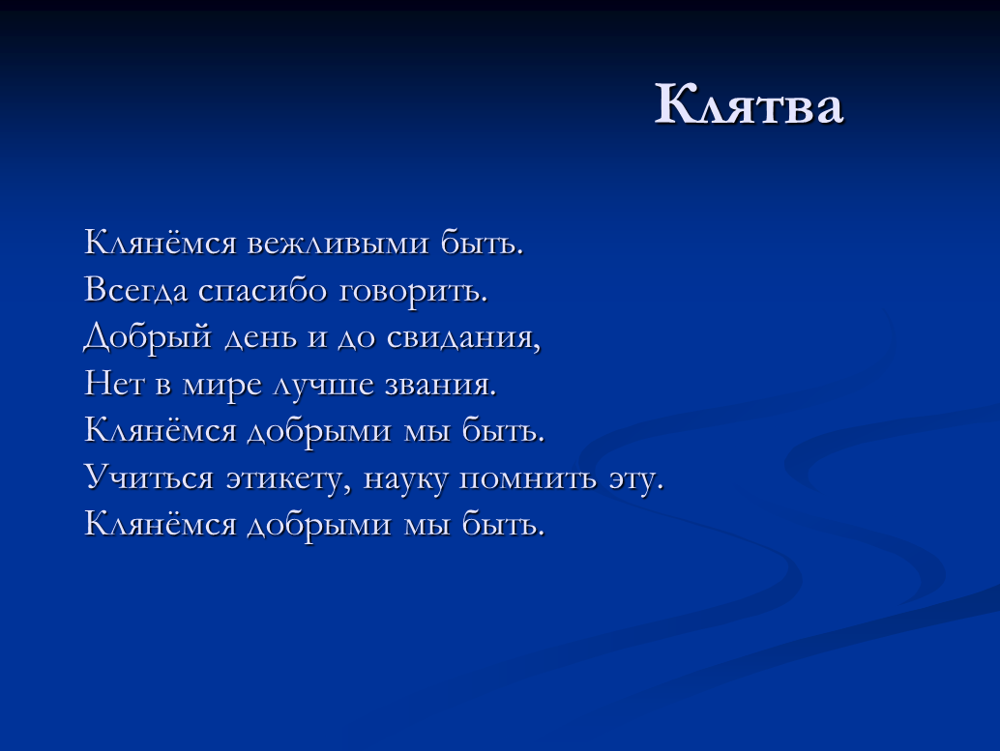 Клятва
Клянёмся вежливыми быть.
Всегда спасибо говорить.
Добрый день и до свидания,
Нет в мире лучше звания.
Клянёмся добрыми мы быть.
Учиться этикету, науку помнить эту.
Клянёмся добрыми мы быть.